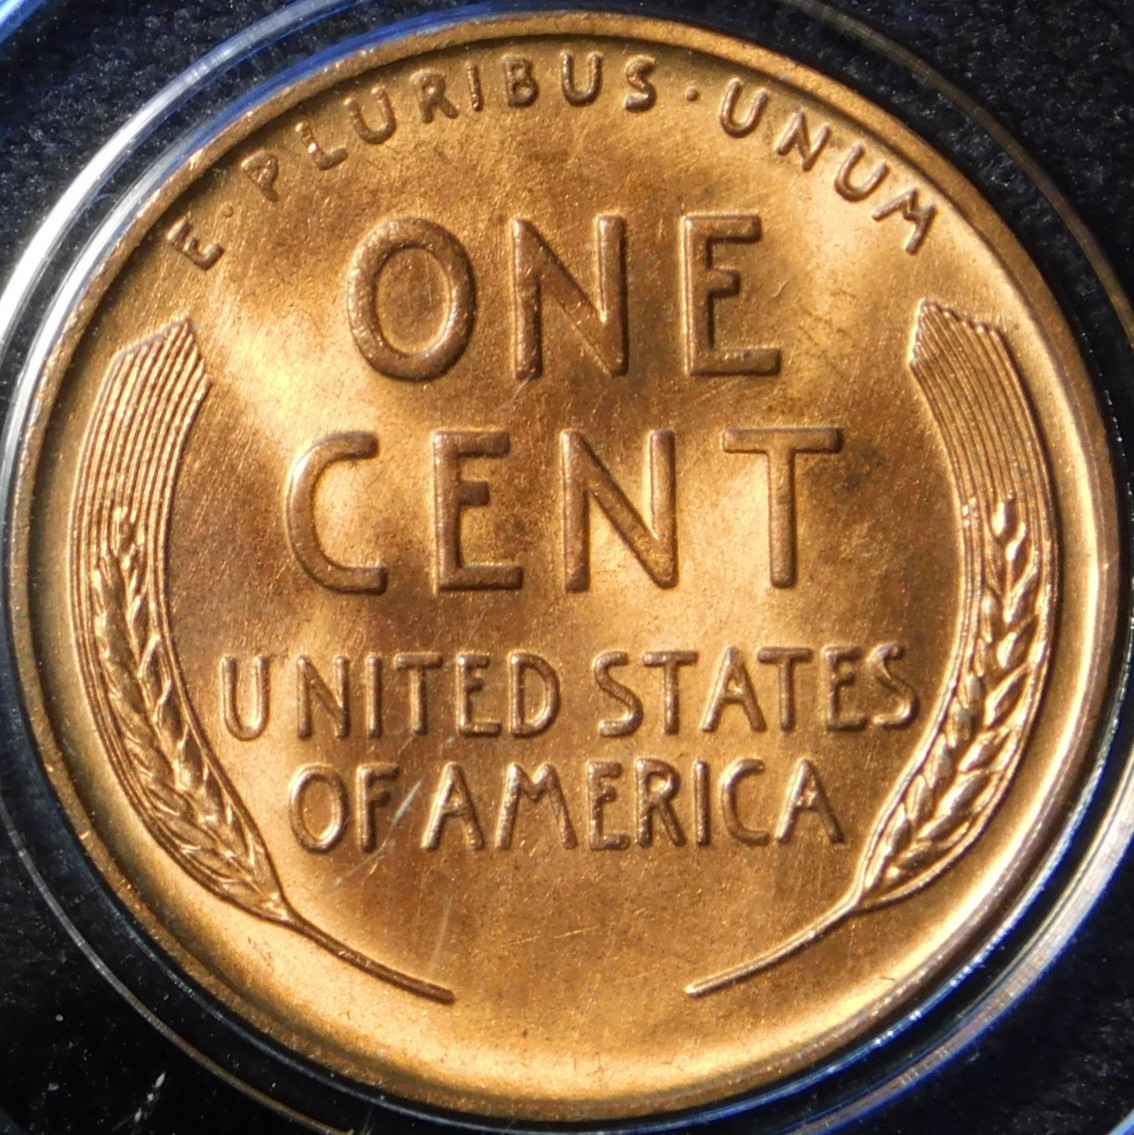 E·PLURIBUS·UNUM
ONE
CENT
UNITED STATES
OF AMERICA